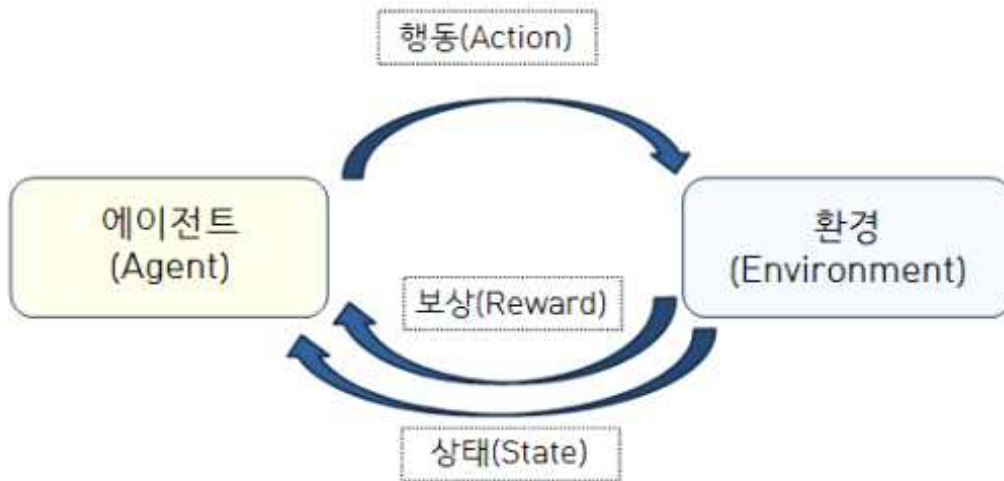 행동(Action)
에이전트
(Agent)
환경
(Environment)
보상(Reward)
상태(State)